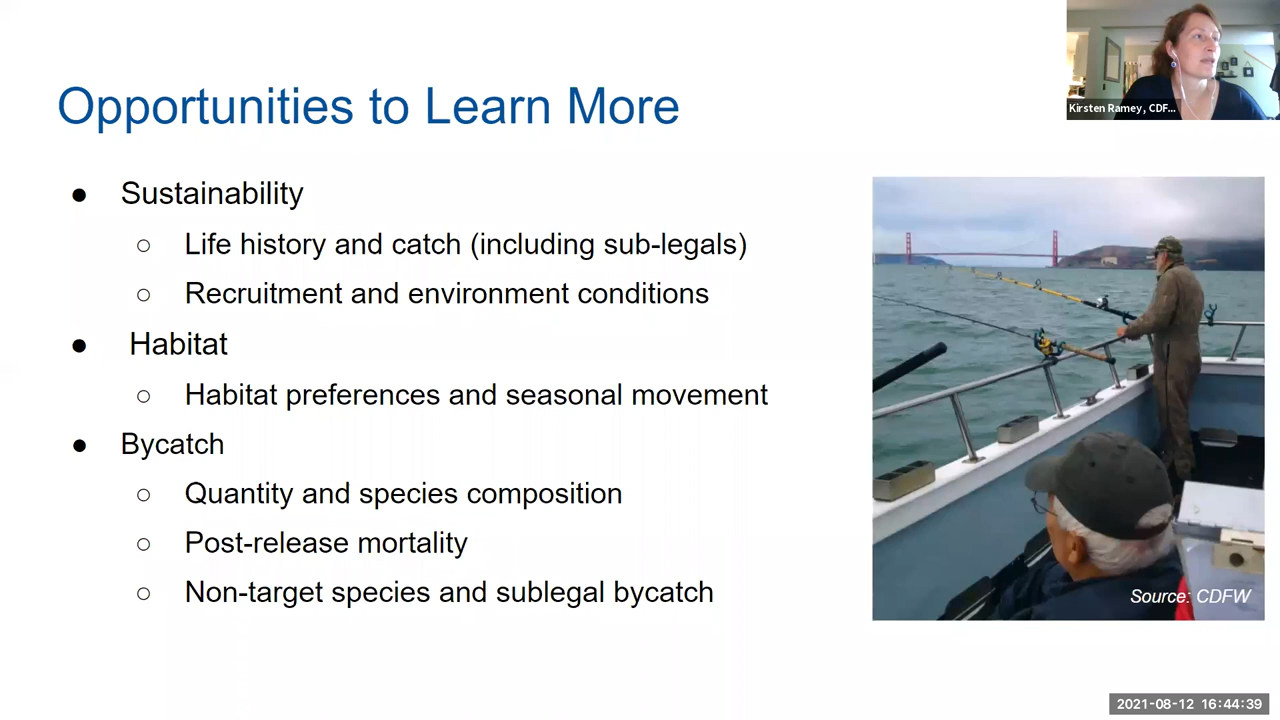 Opportunities to Learn More
● Sustainability
○ Life history and catch (including sub-legals)
○ Recruitment and environment conditions
● Habitat
○ Habitat preferences and seasonal movement
● Bycatch
○ Quantity and species composition
○ Post-release mortality
○ Non-target species and sublegal bycatch
Kirsten Ramey, CDF...
Source: CDFW
2021-08-12 16:44:39